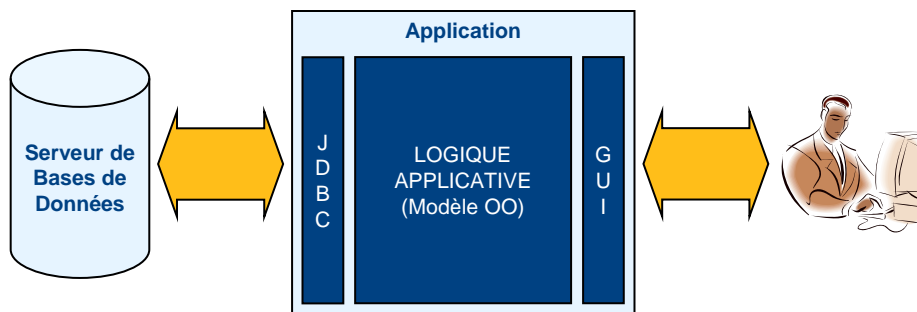 Application
Serveur de
Bases de
Données
J
D
B
C
LOGIQUE
APPLICATIVE
(Modèle OO)
G
U
I